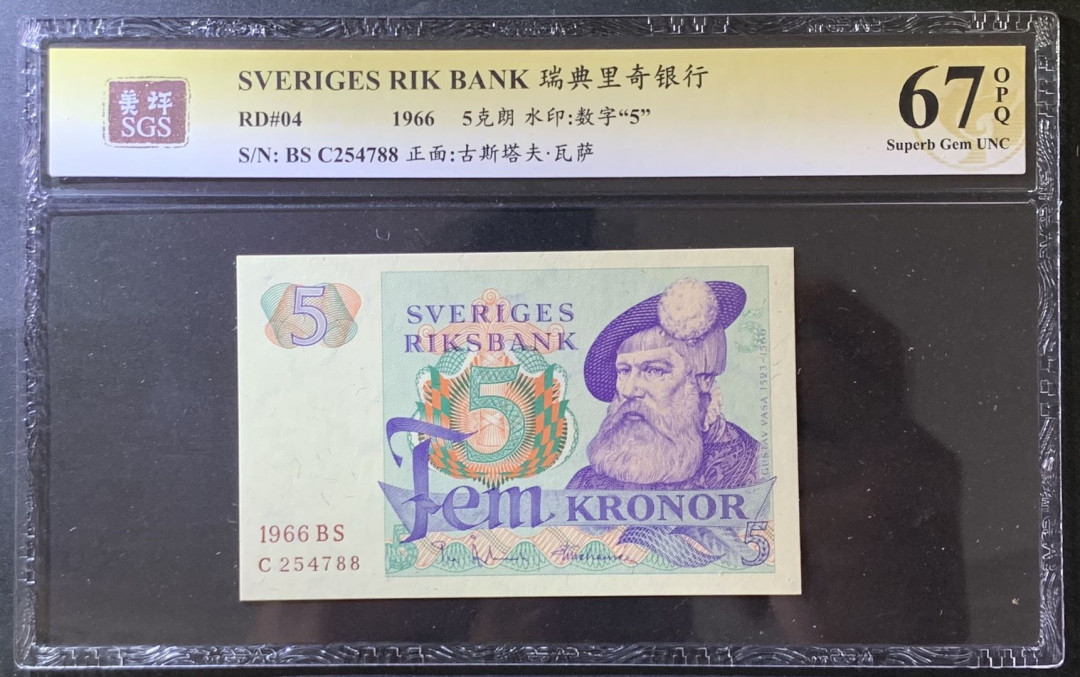 SVERIGES RIK BANK 瑞典里奇银行
RD#04 1966 5克朗 水印:数字“5”
S/N: BS C254788 正面:古斯塔夫·瓦萨
美评
SGS
67 OPQ
Superb Gem UNC
5
SVERIGES
RIKSBANK
5
Fem KRONOR
GUSTAV VASA 1523-1560
1966 BS
C 254788
5
5